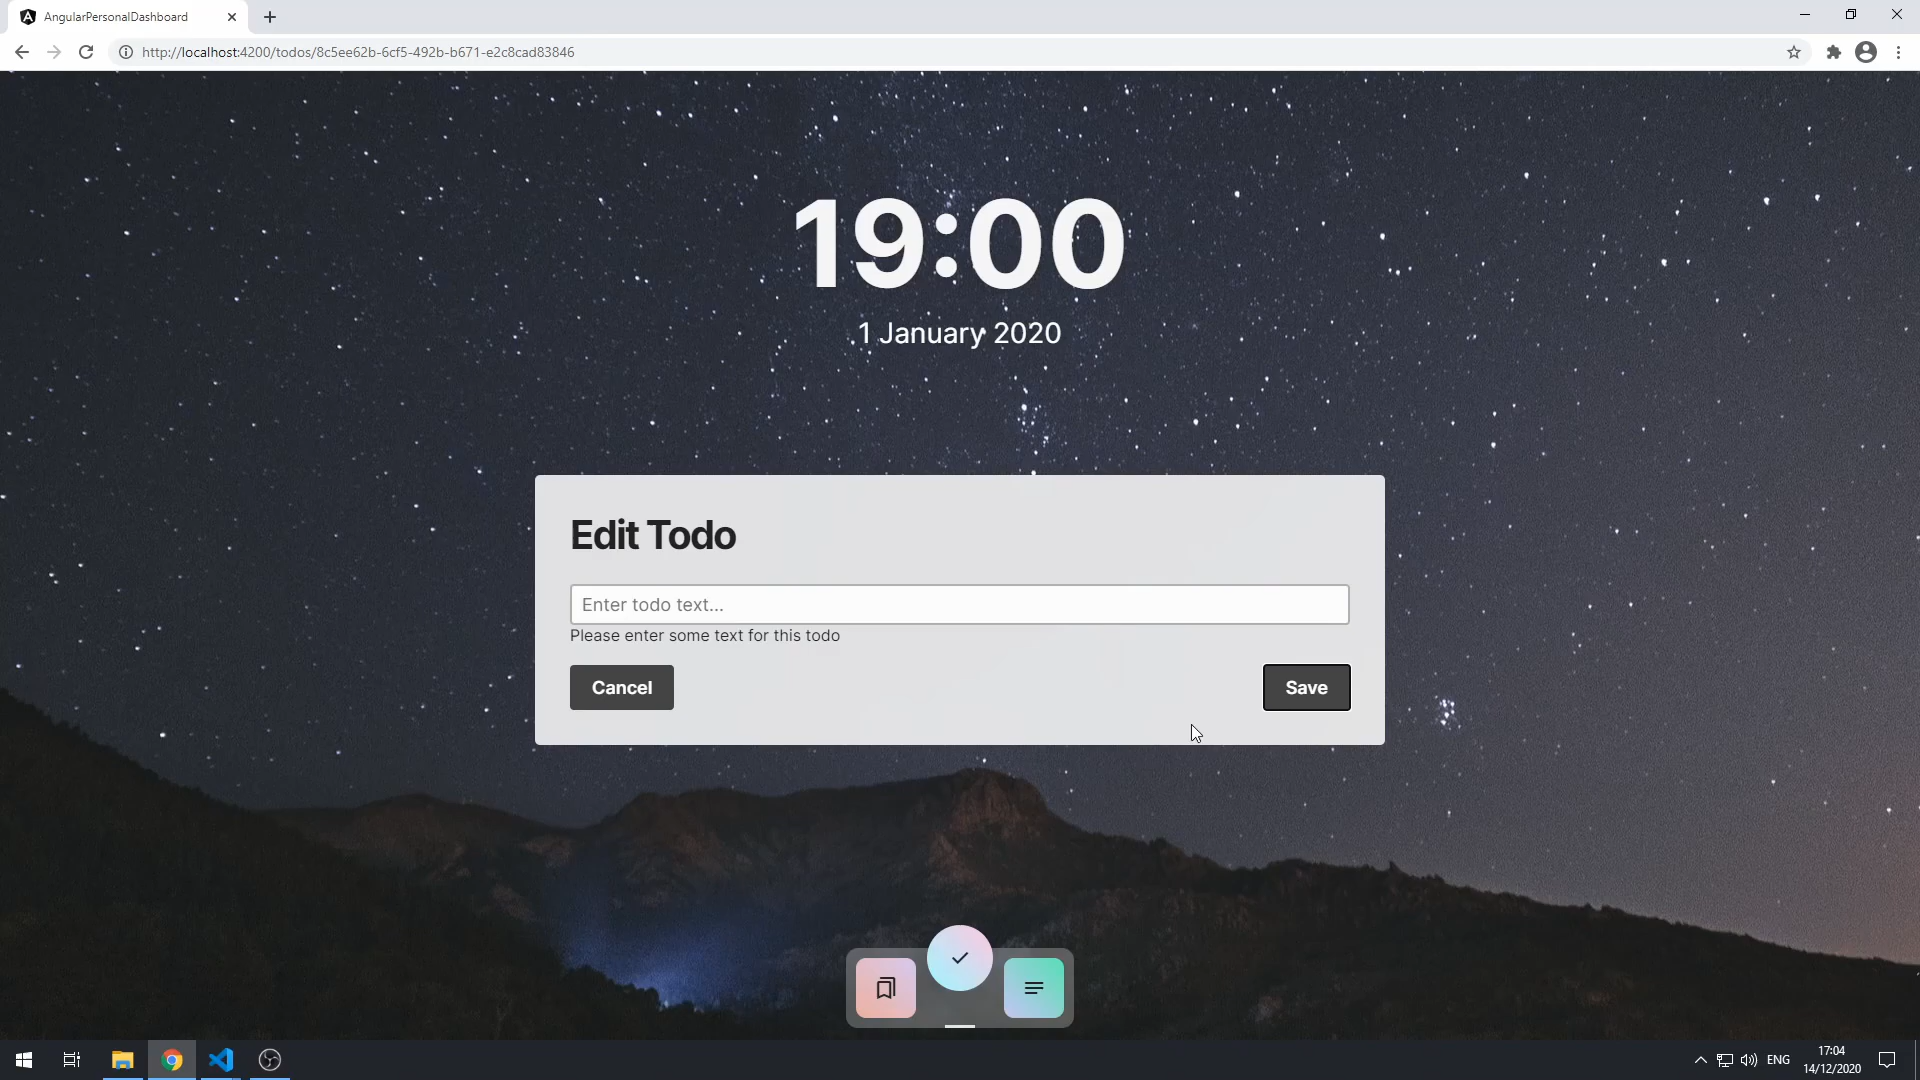 AngularPersonalDashboard
http://localhost:4200/todos/8c5ee62b-6cf5-492b-b671-e2c8cad83846
19:00
1 January 2020
Edit Todo
Enter todo text...
Please enter some text for this todo
Cancel
Save
ENG
17:04
14/12/2020